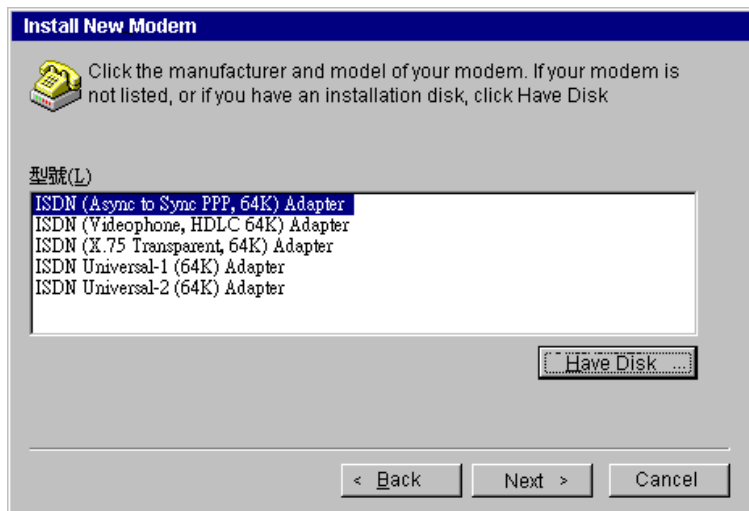 Install New Modem
Click the manufacturer and model of your modem. If your modem is
not listed, or if you have an installation disk, click Have Disk
型號(L)
ISDN (Async to Sync PPP, 64K) Adapter
ISDN (Videophone, HDLC 64K) Adapter
ISDN (X.75 Transparent, 64K) Adapter
ISDN Universal-1 (64K) Adapter
ISDN Universal-2 (64K) Adapter
Have Disk ...
< Back Next > Cancel